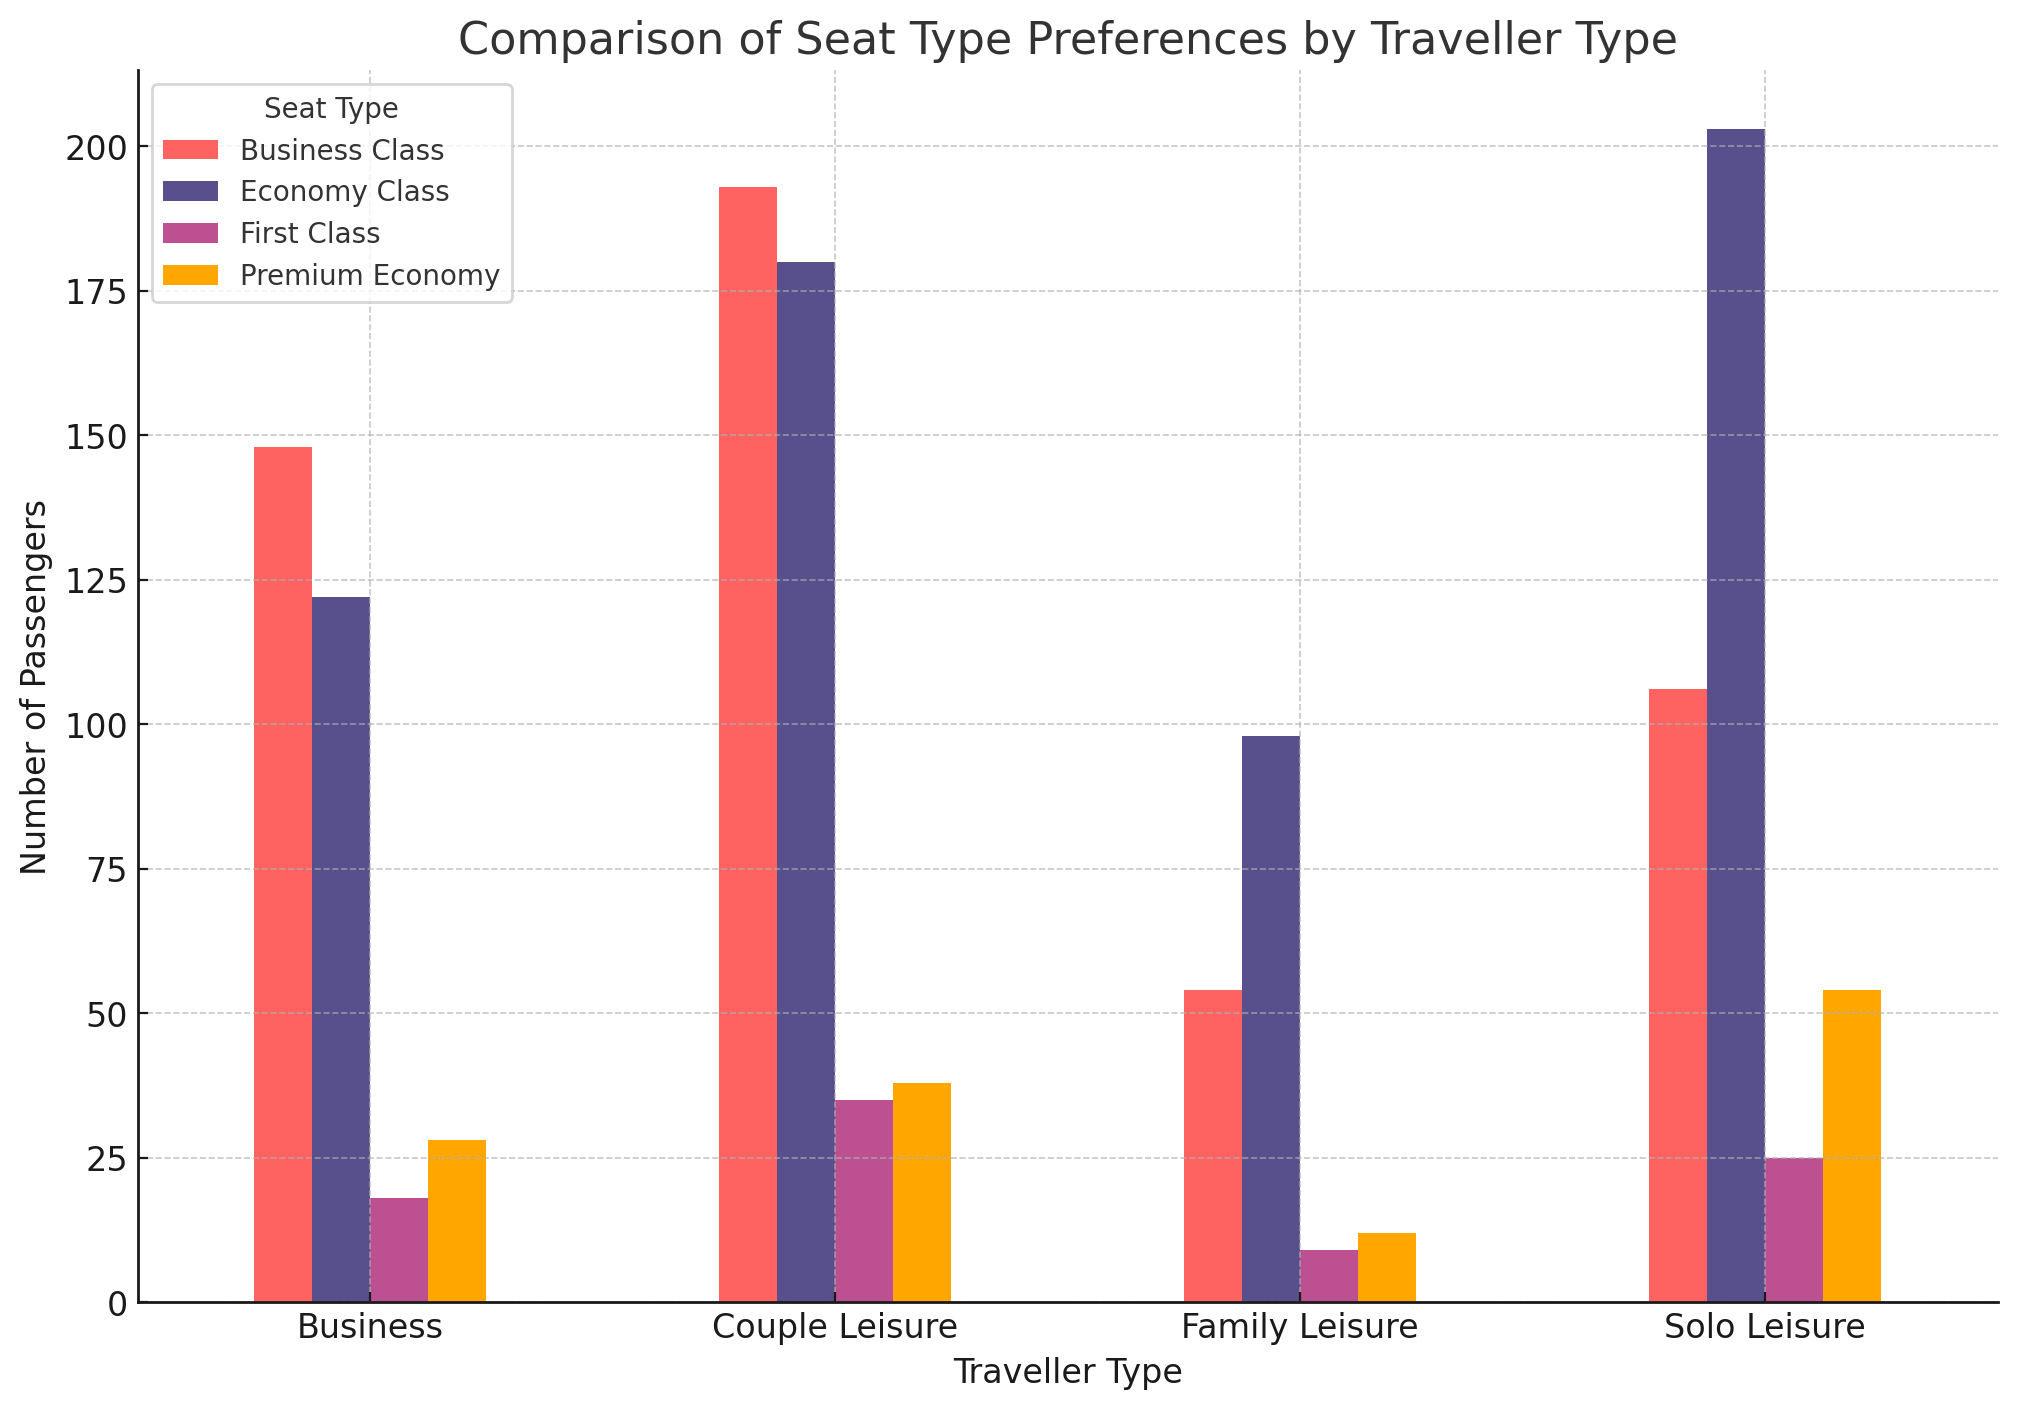 Comparison of Seat Type Preferences by Traveller Type
Seat Type
Business Class
Economy Class
First Class
Premium Economy
Number of Passengers
200
175
150
125
100
75
50
25
0
Business
Couple Leisure
Family Leisure
Solo Leisure
Traveller Type